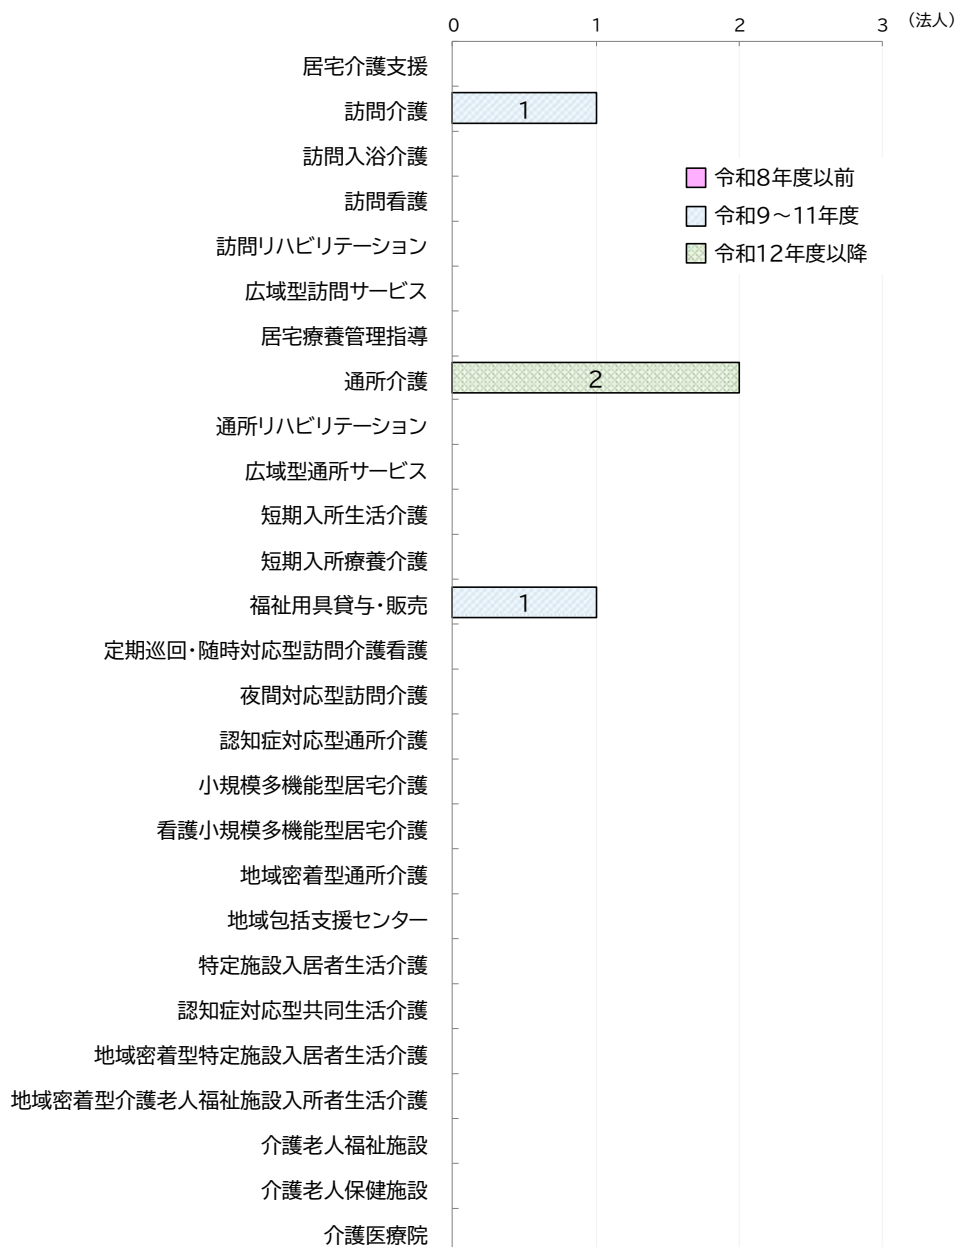 0 1 2 3 （法人）
居宅介護支援
訪問介護 1
訪問入浴介護
令和8年度以前
訪問看護
令和9～11年度
訪問リハビリテーション
令和12年度以降
広域型訪問サービス
居宅療養管理指導
通所介護 2
通所リハビリテーション
広域型通所サービス
短期入所生活介護
短期入所療養介護
福祉用具貸与・販売 1
定期巡回・随時対応型訪問介護看護
夜間対応型訪問介護
認知症対応型通所介護
小規模多機能型居宅介護
看護小規模多機能型居宅介護
地域密着型通所介護
地域包括支援センター
特定施設入居者生活介護
認知症対応型共同生活介護
地域密着型特定施設入居者生活介護
地域密着型介護老人福祉施設入所者生活介護
介護老人福祉施設
介護老人保健施設
介護医療院